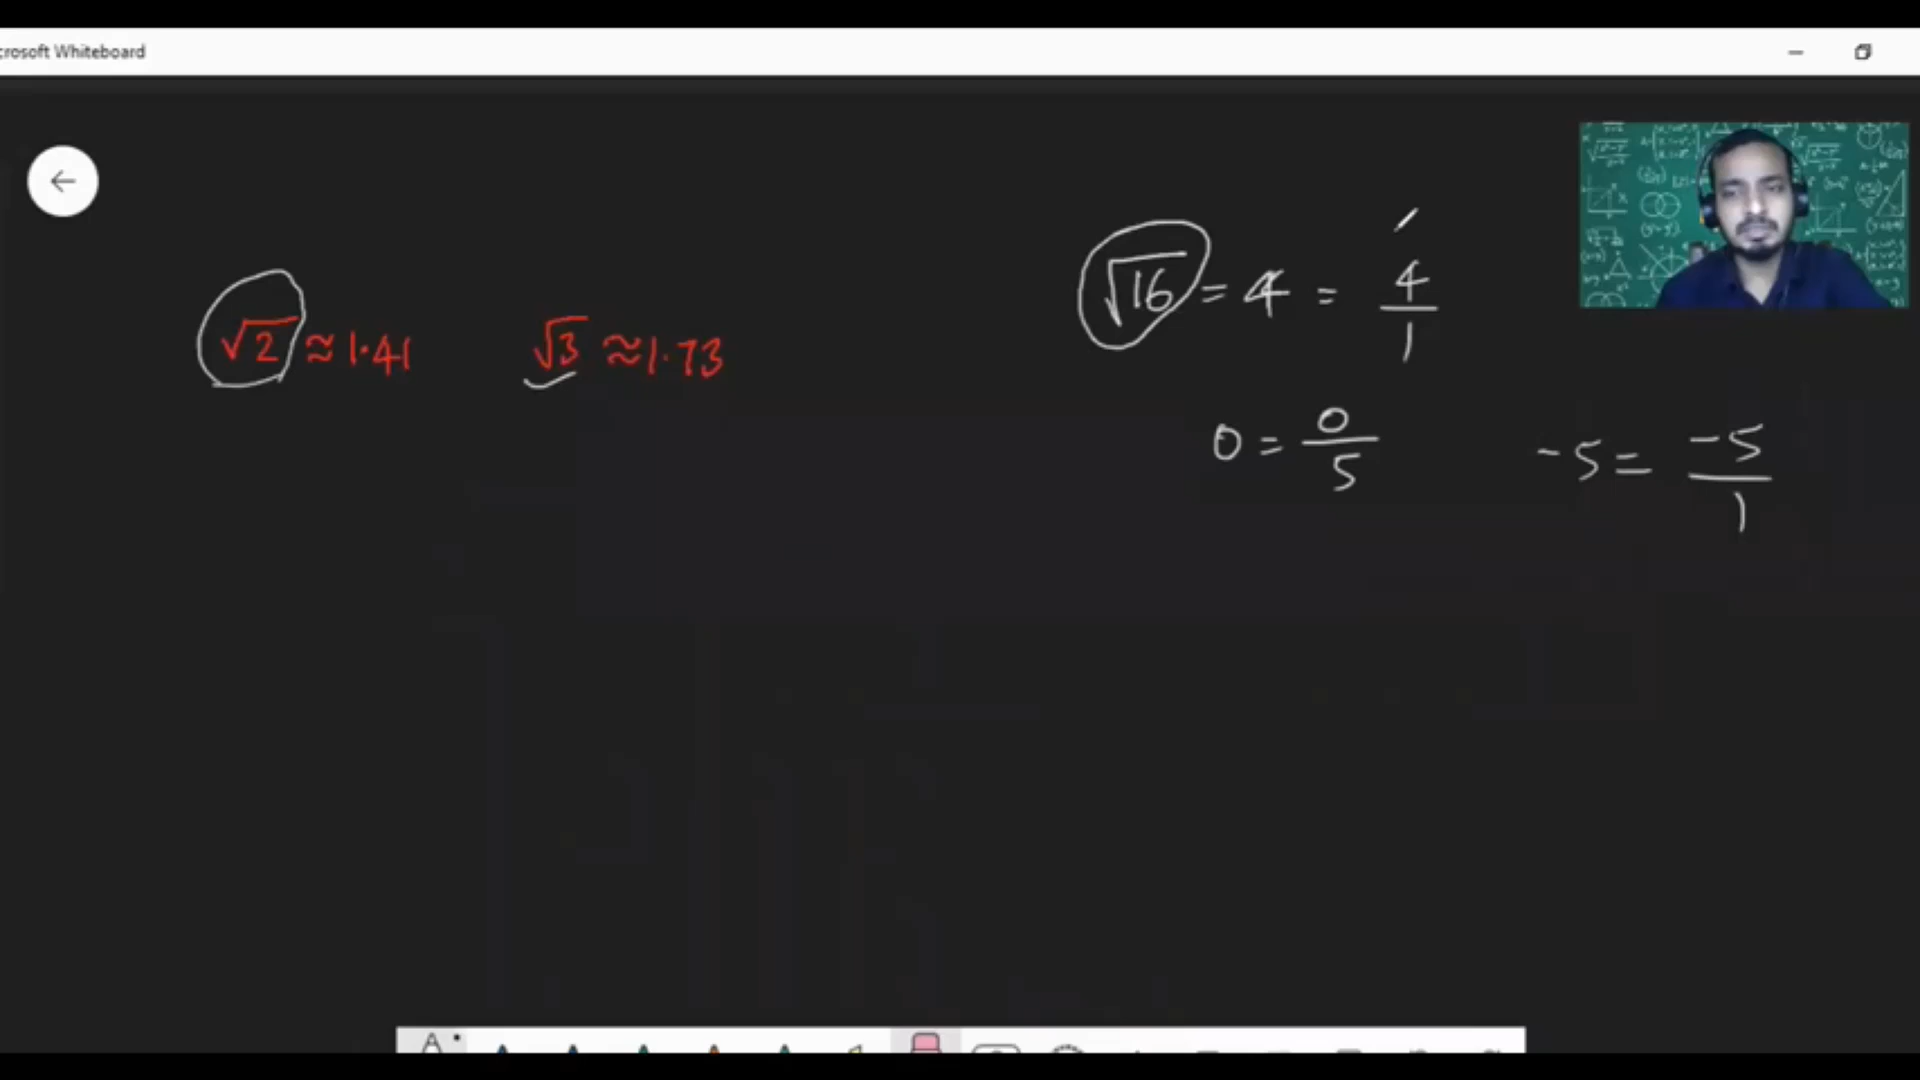 crosoft Whiteboard
√16 = 4 = 4/1
√2 ≈ 1.41 √3 ≈ 1.73
0 = 0/5 -5 = -5/1